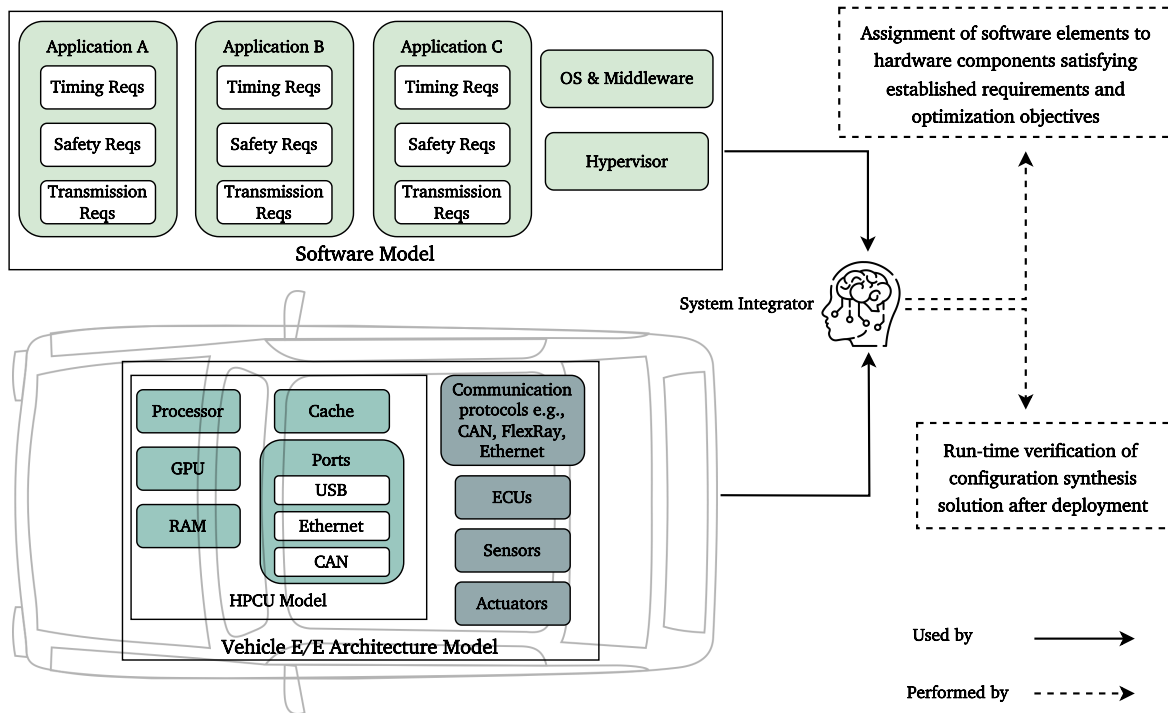 Application A
Timing Reqs
Safety Reqs
Transmission
Reqs
Application B
Timing Reqs
Safety Reqs
Transmission
Reqs
Application C
Timing Reqs
Safety Reqs
Transmission
Reqs
OS & Middleware
Hypervisor
Software Model
Assignment of software elements to
hardware components satisfying
established requirements and
optimization objectives
System Integrator
Processor
GPU
RAM
Cache
Ports
USB
Ethernet
CAN
HPCU Model
Communication
protocols e.g.,
CAN, FlexRay,
Ethernet
ECUs
Sensors
Actuators
Vehicle E/E Architecture Model
Run-time verification of
configuration synthesis
solution after deployment
Used by
Performed by